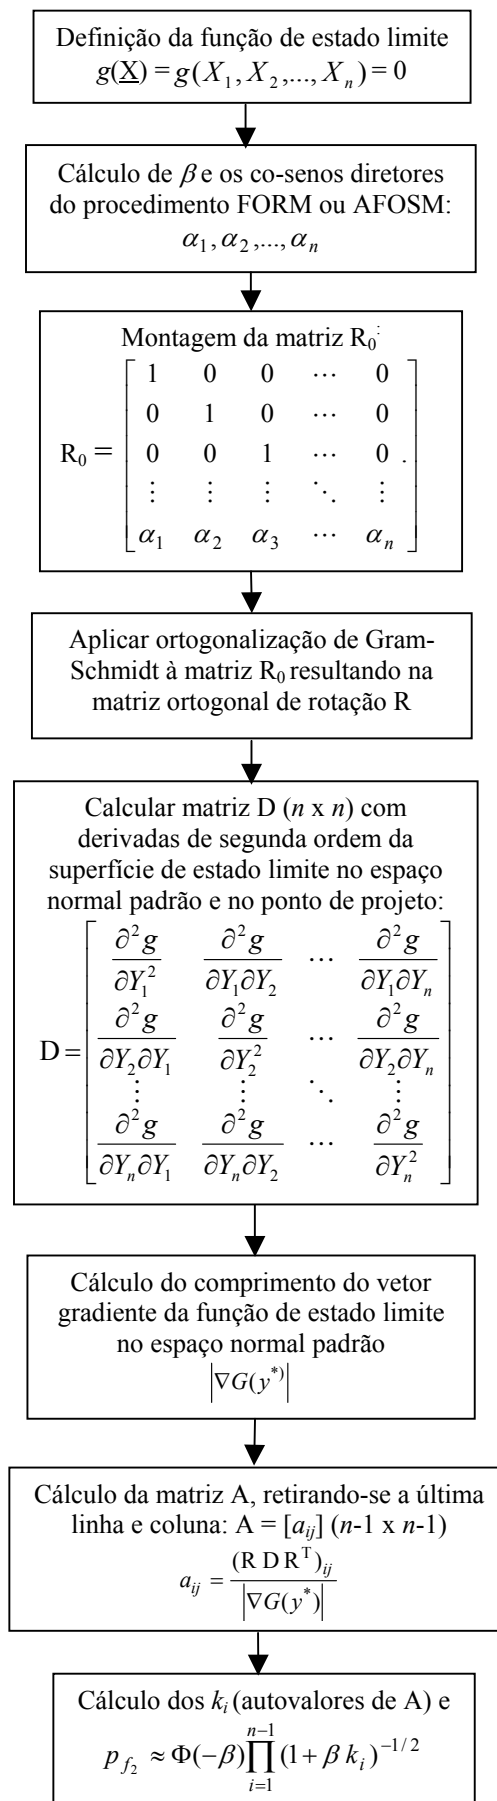 Definição da função de estado limite
g(X) = g(X₁, X₂,..., Xₙ) = 0
Cálculo de β e os co-senos diretores
do procedimento FORM ou AFOSM:
α₁, α₂,..., αₙ
Montagem da matriz R₀:
R₀ =
1 0 0 ⋯ 0
0 1 0 ⋯ 0
0 0 1 ⋯ 0 .
⋮ ⋮ ⋮ ⋱ ⋮
α₁ α₂ α₃ ⋯ αₙ
Aplicar ortogonalização de Gram-
Schmidt à matriz R₀ resultando na
matriz ortogonal de rotação R
Calcular matriz D (n x n) com
derivadas de segunda ordem da
superfície de estado limite no espaço
normal padrão e no ponto de projeto:
D =
∂²g/∂Y₁² ∂²g/∂Y₁∂Y₂ ⋯ ∂²g/∂Y₁∂Yₙ
∂²g/∂Y₂∂Y₁ ∂²g/∂Y₂² ⋯ ∂²g/∂Y₂∂Yₙ
⋮ ⋮ ⋱ ⋮
∂²g/∂Yₙ∂Y₁ ∂²g/∂Yₙ∂Y₂ ⋯ ∂²g/∂Yₙ²
Cálculo do comprimento do vetor
gradiente da função de estado limite
no espaço normal padrão
|∇G(y*)|
Cálculo da matriz A, retirando-se a última
linha e coluna: A = [aᵢⱼ] (n-1 x n-1)
aᵢⱼ = (R D Rᵀ)ᵢⱼ / |∇G(y*)|
Cálculo dos kᵢ (autovalores de A) e
p_f₂ ≈ Φ(−β) ∏_{i=1}^{n−1} (1 + β kᵢ)^{−1/2}